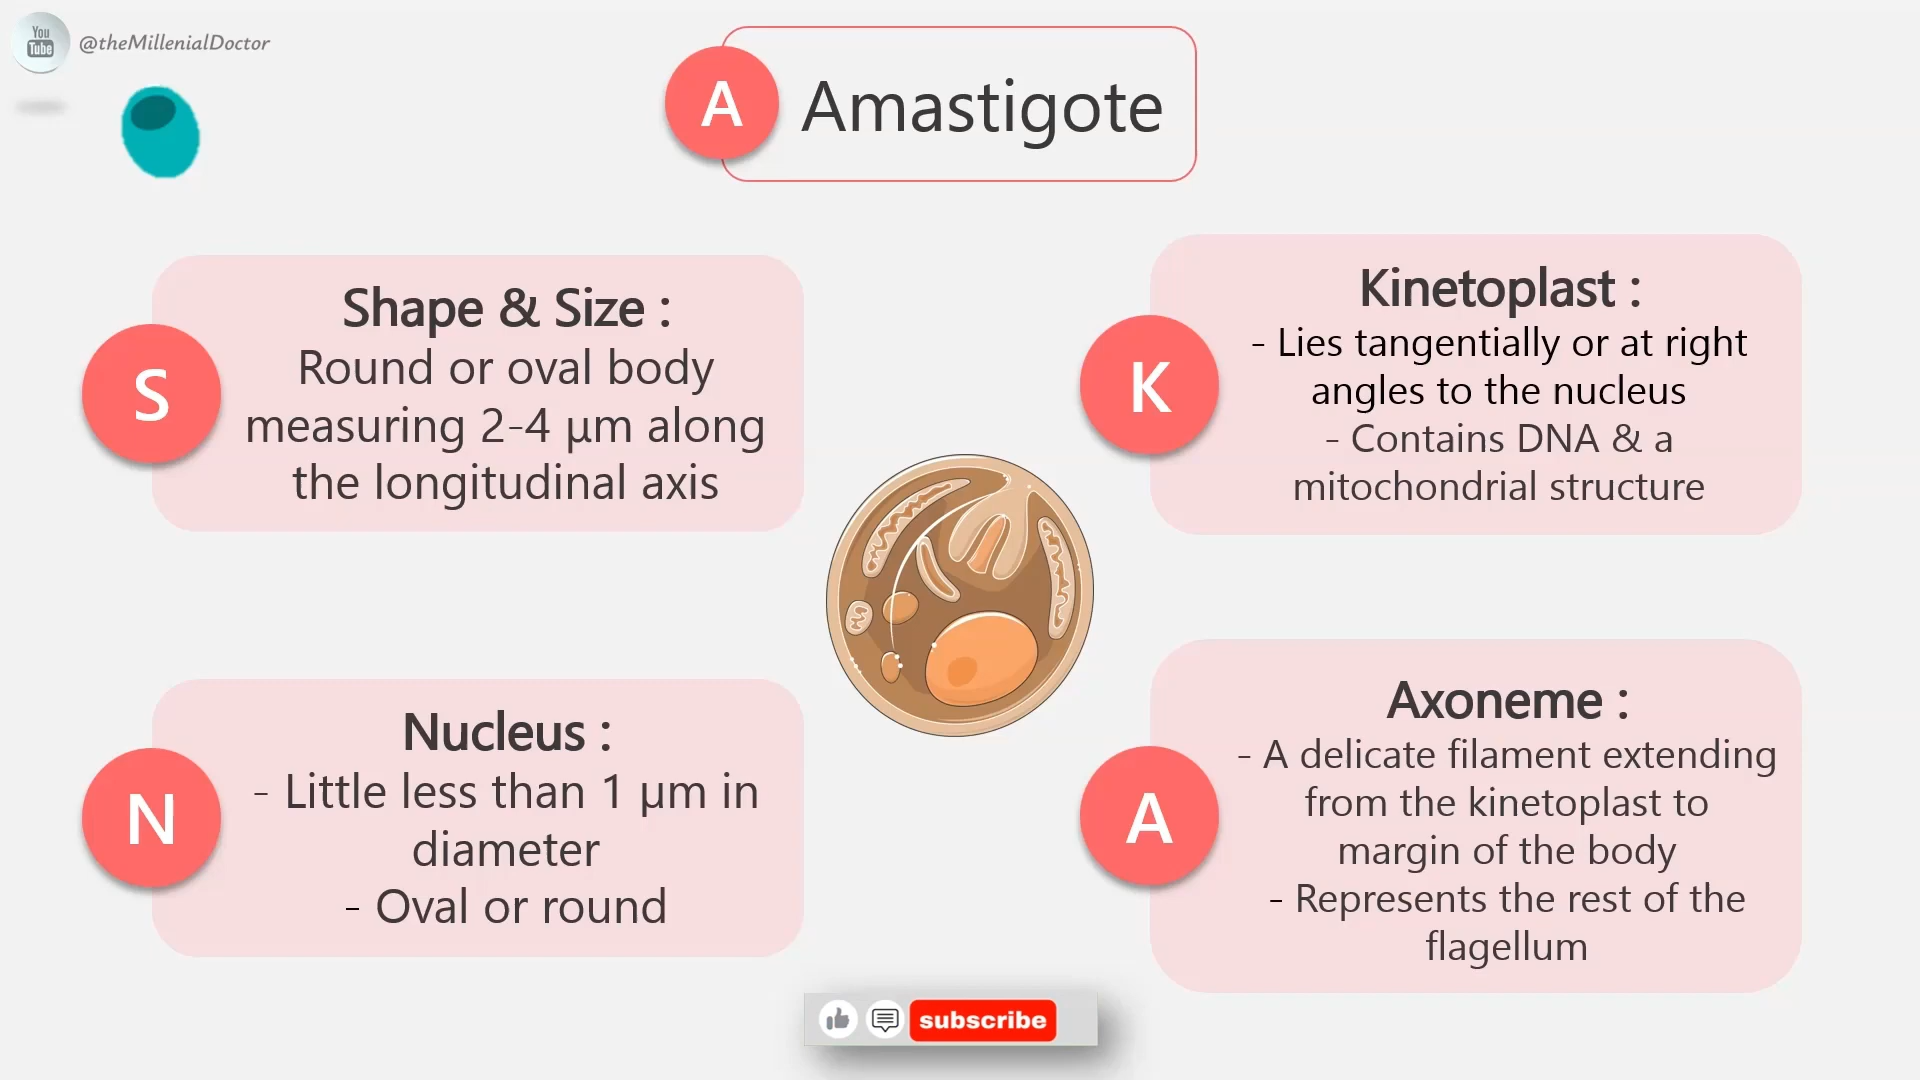 You
Tube
@theMillenialDoctor
A
Amastigote
S
Shape & Size :
Round or oval body
measuring 2-4 µm along
the longitudinal axis
K
Kinetoplast :
- Lies tangentially or at right
angles to the nucleus
- Contains DNA & a
mitochondrial structure
N
Nucleus :
- Little less than 1 µm in
diameter
- Oval or round
A
Axoneme :
- A delicate filament extending
from the kinetoplast to
margin of the body
- Represents the rest of the
flagellum
subscribe